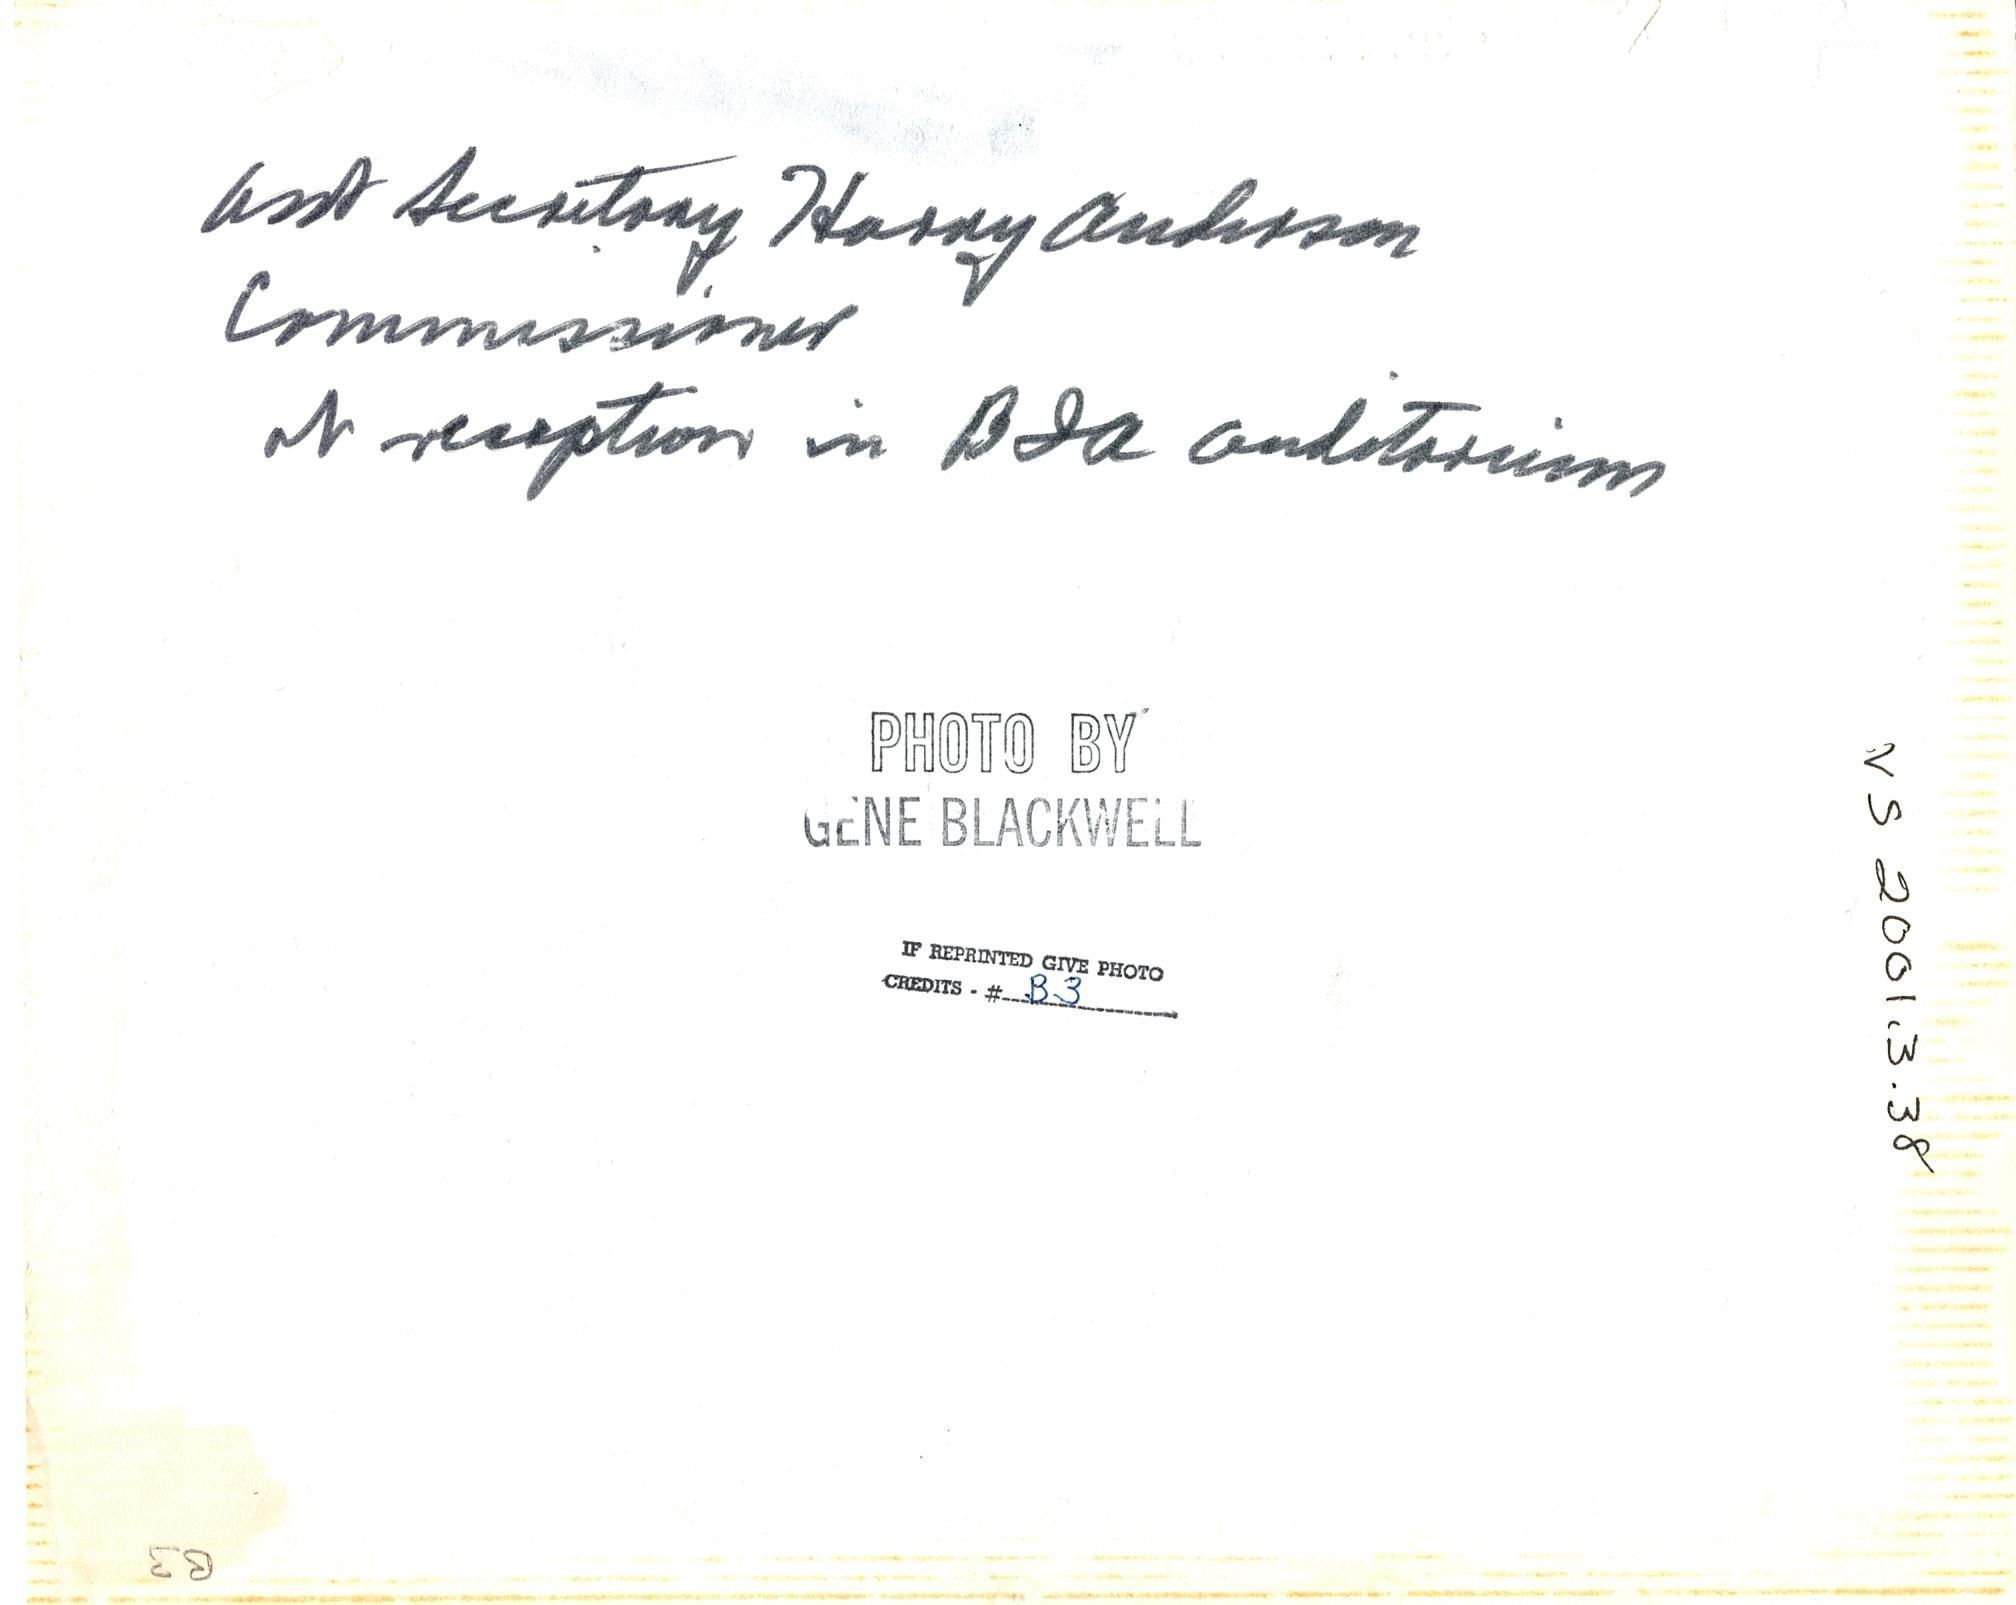 Asst Secretary Harry Anderson
Commissioner
at reception in BIA auditorium
PHOTO BY
GENE BLACKWELL
IF REPRINTED GIVE PHOTO
CREDITS - # B3
VS 2001.3.38
B3